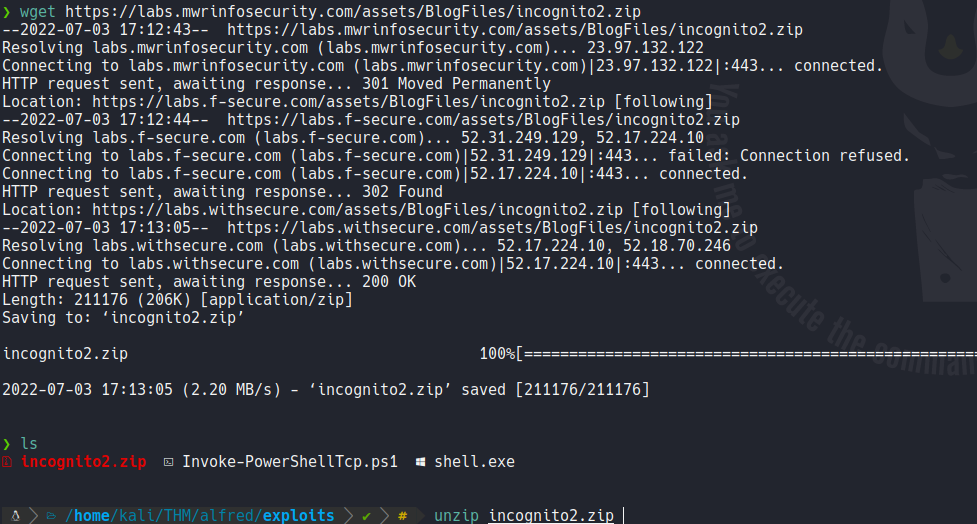 ❯ wget https://labs.mwrinfosecurity.com/assets/BlogFiles/incognito2.zip
--2022-07-03 17:12:43--  https://labs.mwrinfosecurity.com/assets/BlogFiles/incognito2.zip
Resolving labs.mwrinfosecurity.com (labs.mwrinfosecurity.com)... 23.97.132.122
Connecting to labs.mwrinfosecurity.com (labs.mwrinfosecurity.com)|23.97.132.122|:443... connected.
HTTP request sent, awaiting response... 301 Moved Permanently
Location: https://labs.f-secure.com/assets/BlogFiles/incognito2.zip [following]
--2022-07-03 17:12:44--  https://labs.f-secure.com/assets/BlogFiles/incognito2.zip
Resolving labs.f-secure.com (labs.f-secure.com)... 52.31.249.129, 52.17.224.10
Connecting to labs.f-secure.com (labs.f-secure.com)|52.31.249.129|:443... failed: Connection refused.
Connecting to labs.f-secure.com (labs.f-secure.com)|52.17.224.10|:443... connected.
HTTP request sent, awaiting response... 302 Found
Location: https://labs.withsecure.com/assets/BlogFiles/incognito2.zip [following]
--2022-07-03 17:13:05--  https://labs.withsecure.com/assets/BlogFiles/incognito2.zip
Resolving labs.withsecure.com (labs.withsecure.com)... 52.17.224.10, 52.18.70.246
Connecting to labs.withsecure.com (labs.withsecure.com)|52.17.224.10|:443... connected.
HTTP request sent, awaiting response... 200 OK
Length: 211176 (206K) [application/zip]
Saving to: ‘incognito2.zip’
incognito2.zip 100%[==================================================
2022-07-03 17:13:05 (2.20 MB/s) - ‘incognito2.zip’ saved [211176/211176]
❯ ls
incognito2.zip  Invoke-PowerShellTcp.ps1  shell.exe
/home/kali/THM/alfred/exploits ✔ # unzip incognito2.zip
execute the